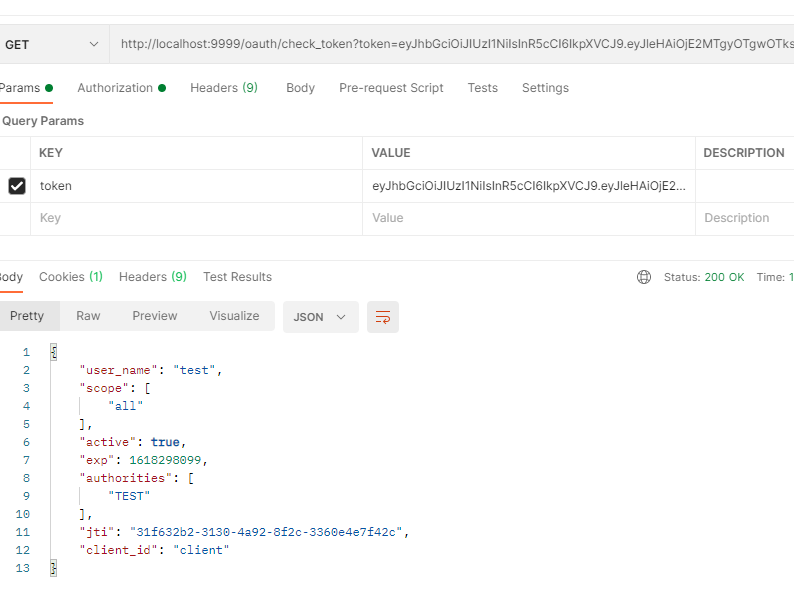 GET http://localhost:9999/oauth/check_token?token=eyJhbGciOiJIUzI1NiIsInR5cCI6IkpXVCJ9.eyJleHAiOjE2MTgyOTgwOTks
Params Authorization Headers (9) Body Pre-request Script Tests Settings
Query Params
KEY VALUE DESCRIPTION
token eyJhbGciOiJIUzI1NiIsInR5cCI6IkpXVCJ9.eyJleHAiOjE2...
Key Value Description
Body Cookies (1) Headers (9) Test Results Status: 200 OK Time: 1
Pretty Raw Preview Visualize JSON
1 {
2 "user_name": "test",
3 "scope": [
4 "all"
5 ],
6 "active": true,
7 "exp": 1618298099,
8 "authorities": [
9 "TEST"
10 ],
11 "jti": "31f632b2-3130-4a92-8f2c-3360e4e7f42c",
12 "client_id": "client"
13 }